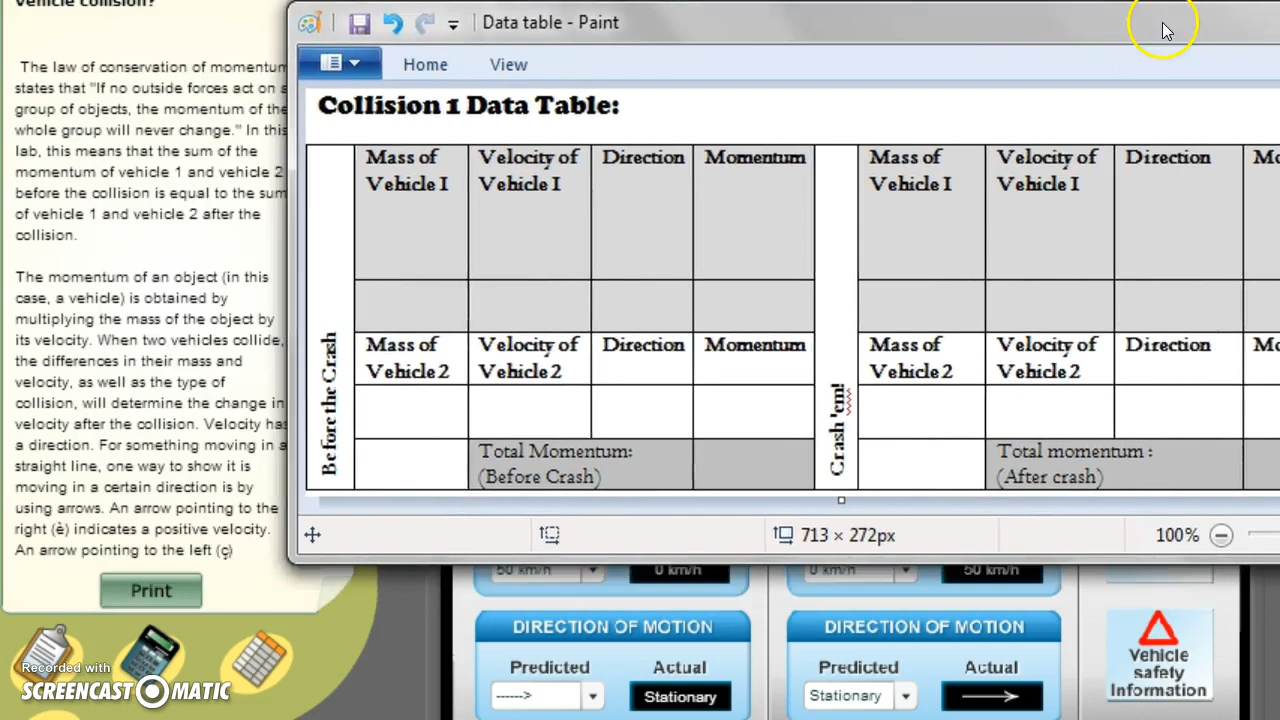 vehicle collision?
The law of conservation of momentum
states that "If no outside forces act on a
group of objects, the momentum of the
whole group will never change." In this
lab, this means that the sum of the
momentum of vehicle 1 and vehicle 2
before the collision is equal to the sum
of vehicle 1 and vehicle 2 after the
collision.
The momentum of an object (in this
case, a vehicle) is obtained by
multiplying the mass of the object by
its velocity. When two vehicles collide,
the differences in their mass and
velocity, as well as the type of
collision, will determine the change in
velocity after the collision. Velocity has
a direction. For something moving in a
straight line, one way to show it is
moving in a certain direction is by
using arrows. An arrow pointing to the
right (è) indicates a positive velocity.
An arrow pointing to the left (ç)
Print
Recorded with
SCREENCAST O MATIC
Data table - Paint
Home View
Collision 1 Data Table:
Before the Crash
Mass of Vehicle I
Velocity of Vehicle I
Direction
Momentum
Mass of Vehicle 2
Velocity of Vehicle 2
Direction
Momentum
Total Momentum:
(Before Crash)
Crash 'em!
Mass of Vehicle I
Velocity of Vehicle I
Direction
Mo
Mass of Vehicle 2
Velocity of Vehicle 2
Direction
Mo
Total momentum :
(After crash)
713 × 272px
100%
50 km/h 0 km/h
0 km/h 50 km/h
DIRECTION OF MOTION
Predicted Actual
------> Stationary
DIRECTION OF MOTION
Predicted Actual
Stationary
Vehicle
safety
Information